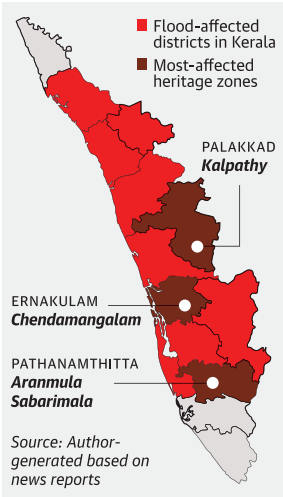 Flood-affected
districts in Kerala
Most-affected
heritage zones
PALAKKAD
Kalpathy
ERNAKULAM
Chendamangalam
PATHANAMTHITTA
Aranmula
Sabarimala
Source: Author-
generated based on
news reports